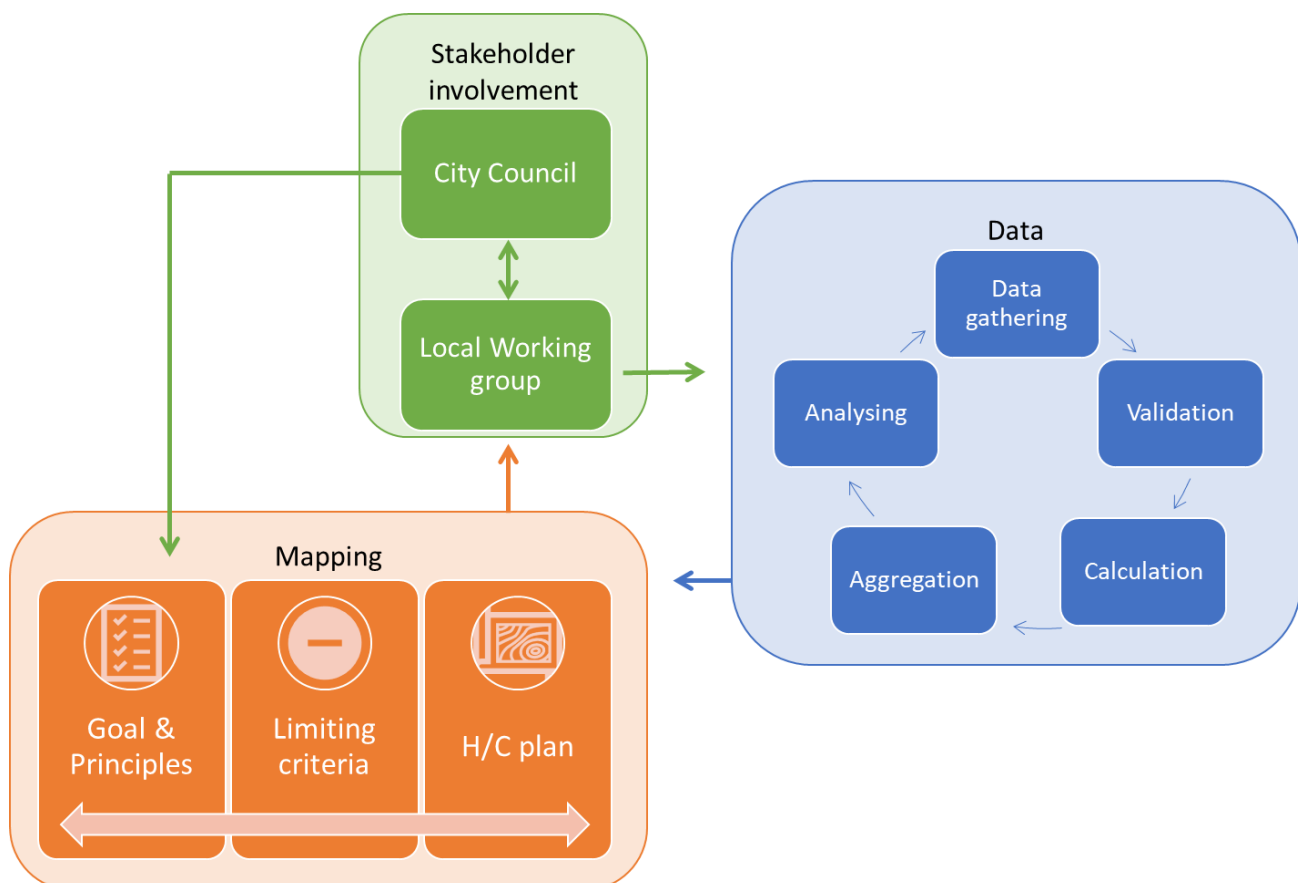 Stakeholder
involvement
City Council
Local Working
group
Data
Data
gathering
Validation
Calculation
Aggregation
Analysing
Mapping
Goal &
Principles
Limiting
criteria
H/C plan